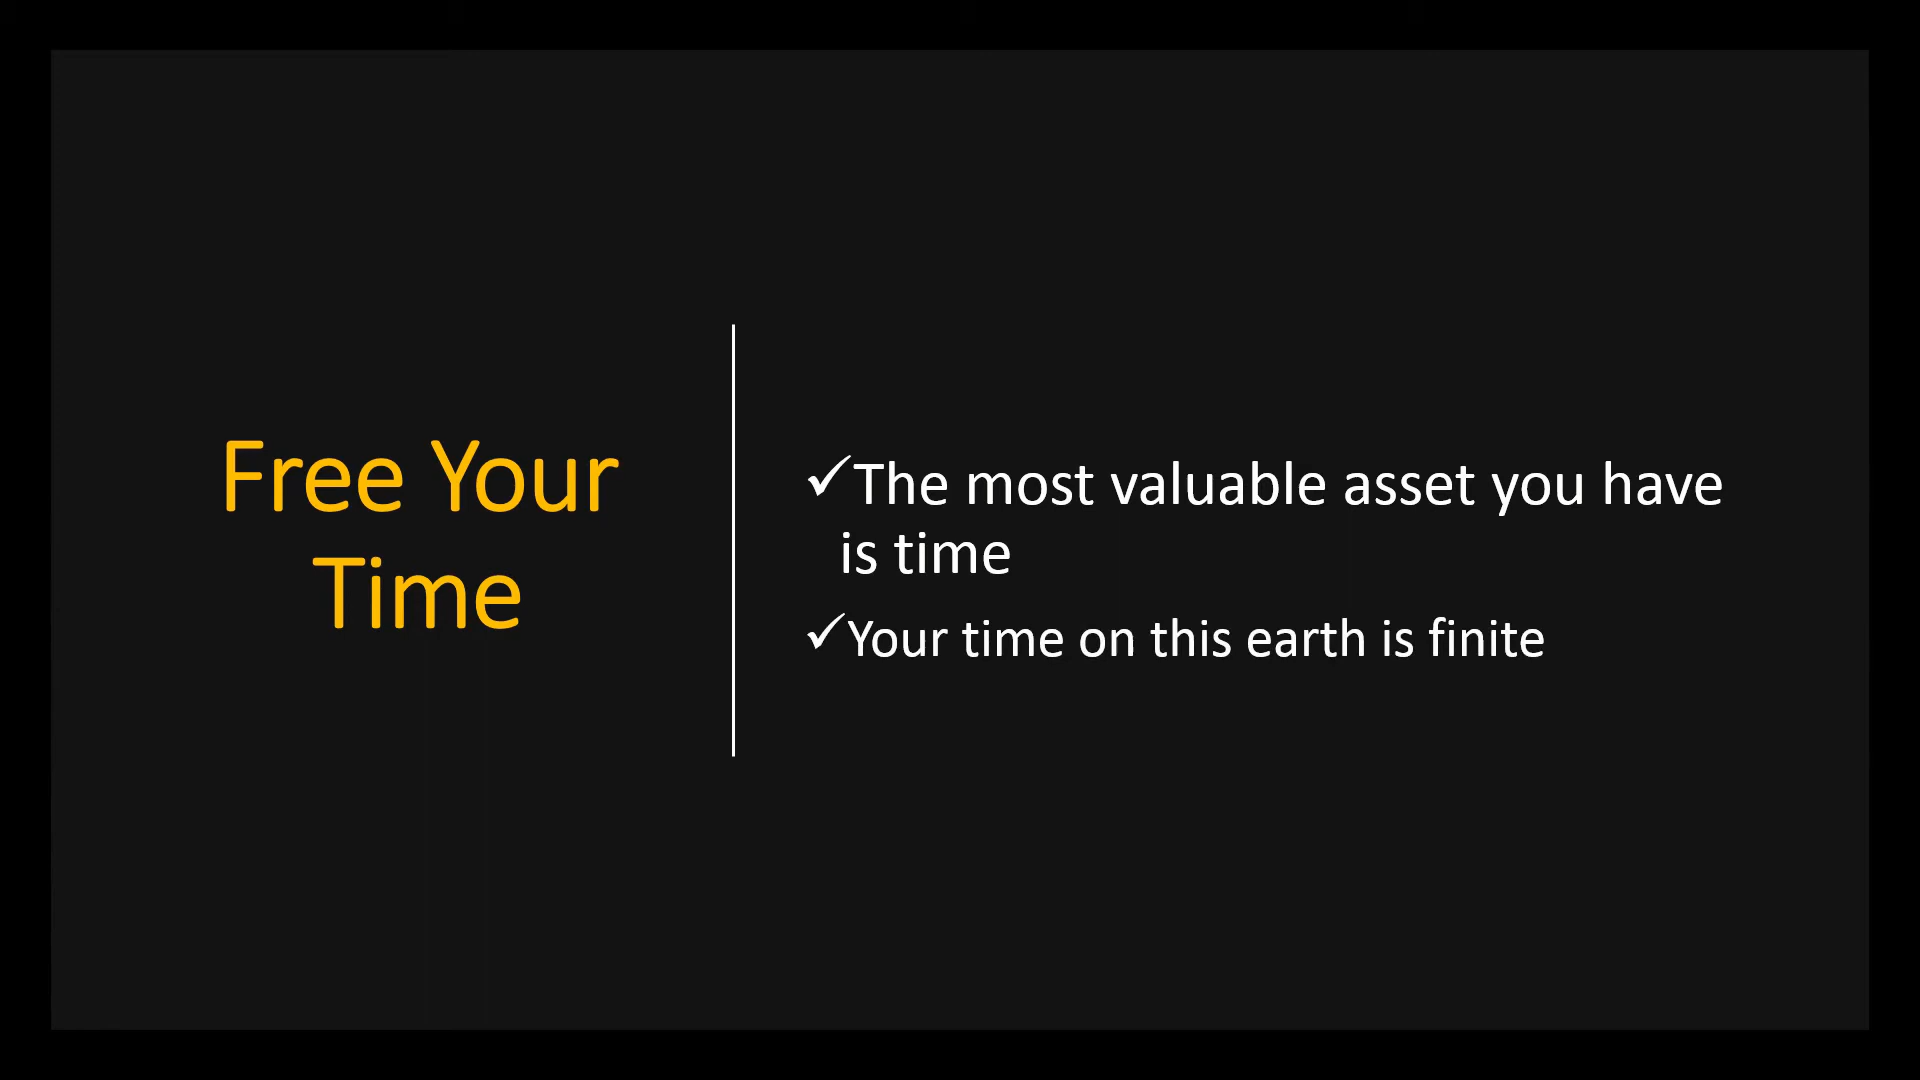 Free Your
Time
✓The most valuable asset you have
is time
✓Your time on this earth is finite